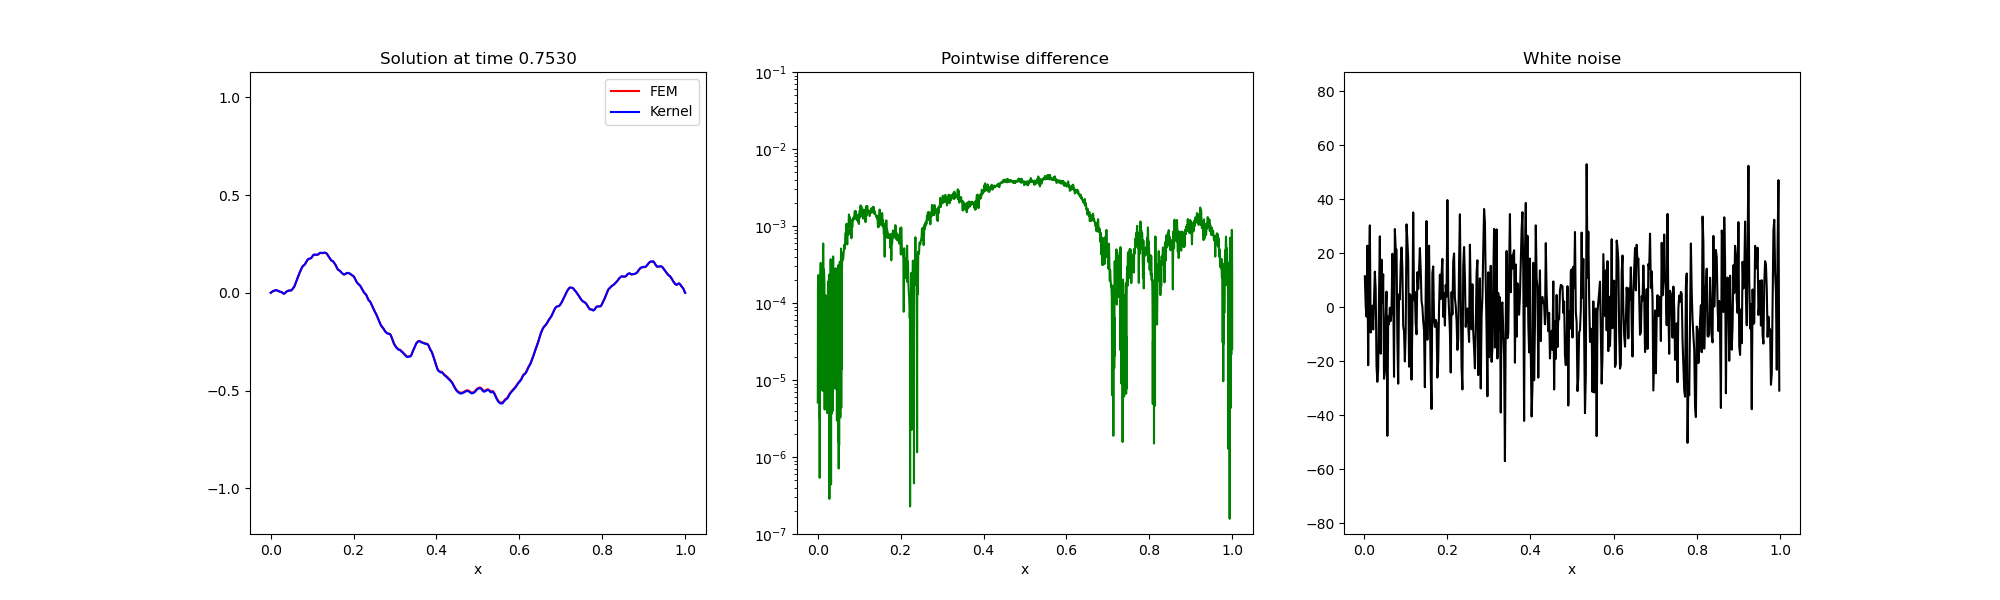 Solution at time 0.7530
1.0
0.5
0.0
−0.5
−1.0
0.0 0.2 0.4 0.6 0.8 1.0
x
FEM
Kernel
Pointwise difference
10⁻¹
10⁻²
10⁻³
10⁻⁴
10⁻⁵
10⁻⁶
10⁻⁷
0.0 0.2 0.4 0.6 0.8 1.0
x
White noise
80
60
40
20
0
−20
−40
−60
−80
0.0 0.2 0.4 0.6 0.8 1.0
x